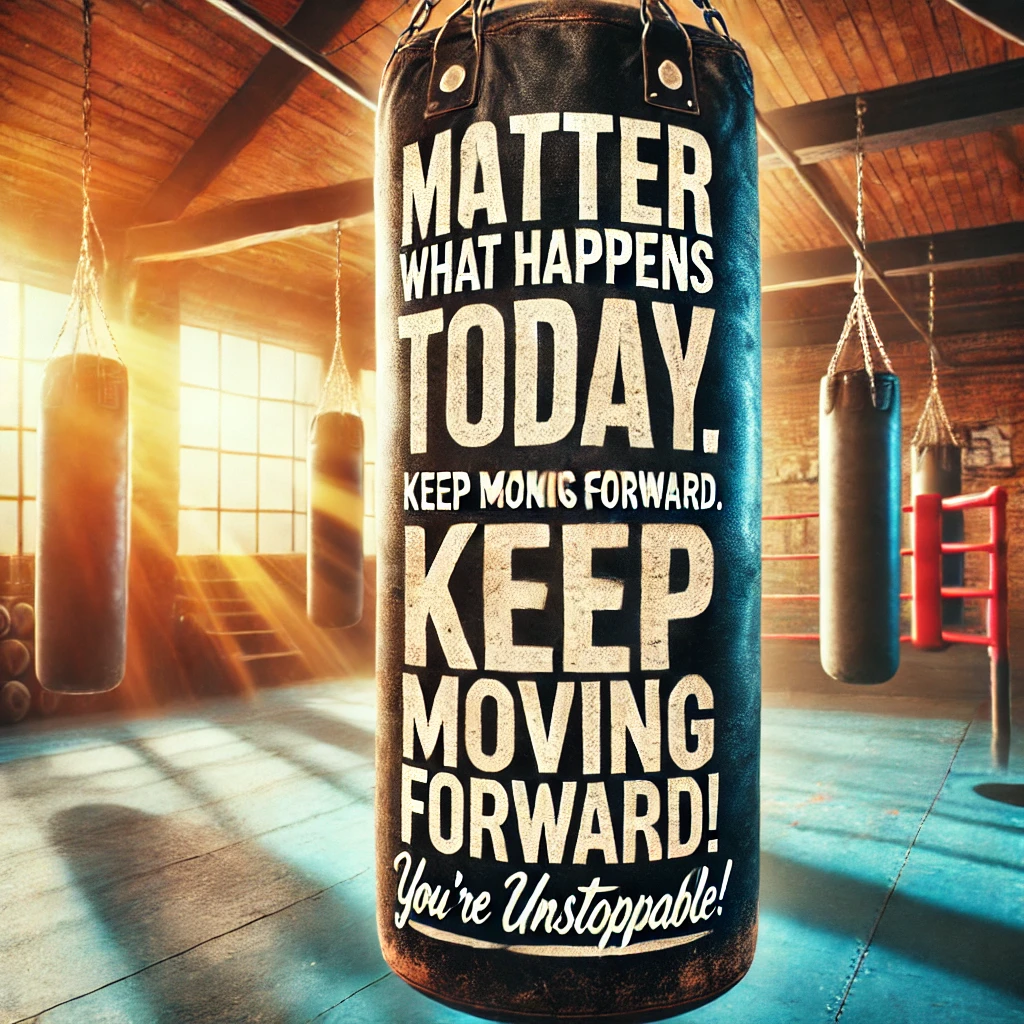 MATTER
WHAT HAPPENS
TODAY.
KEEP MONIG FORWARD.
KEEP
MOVING
FORWARD!
You're Unstoppable!